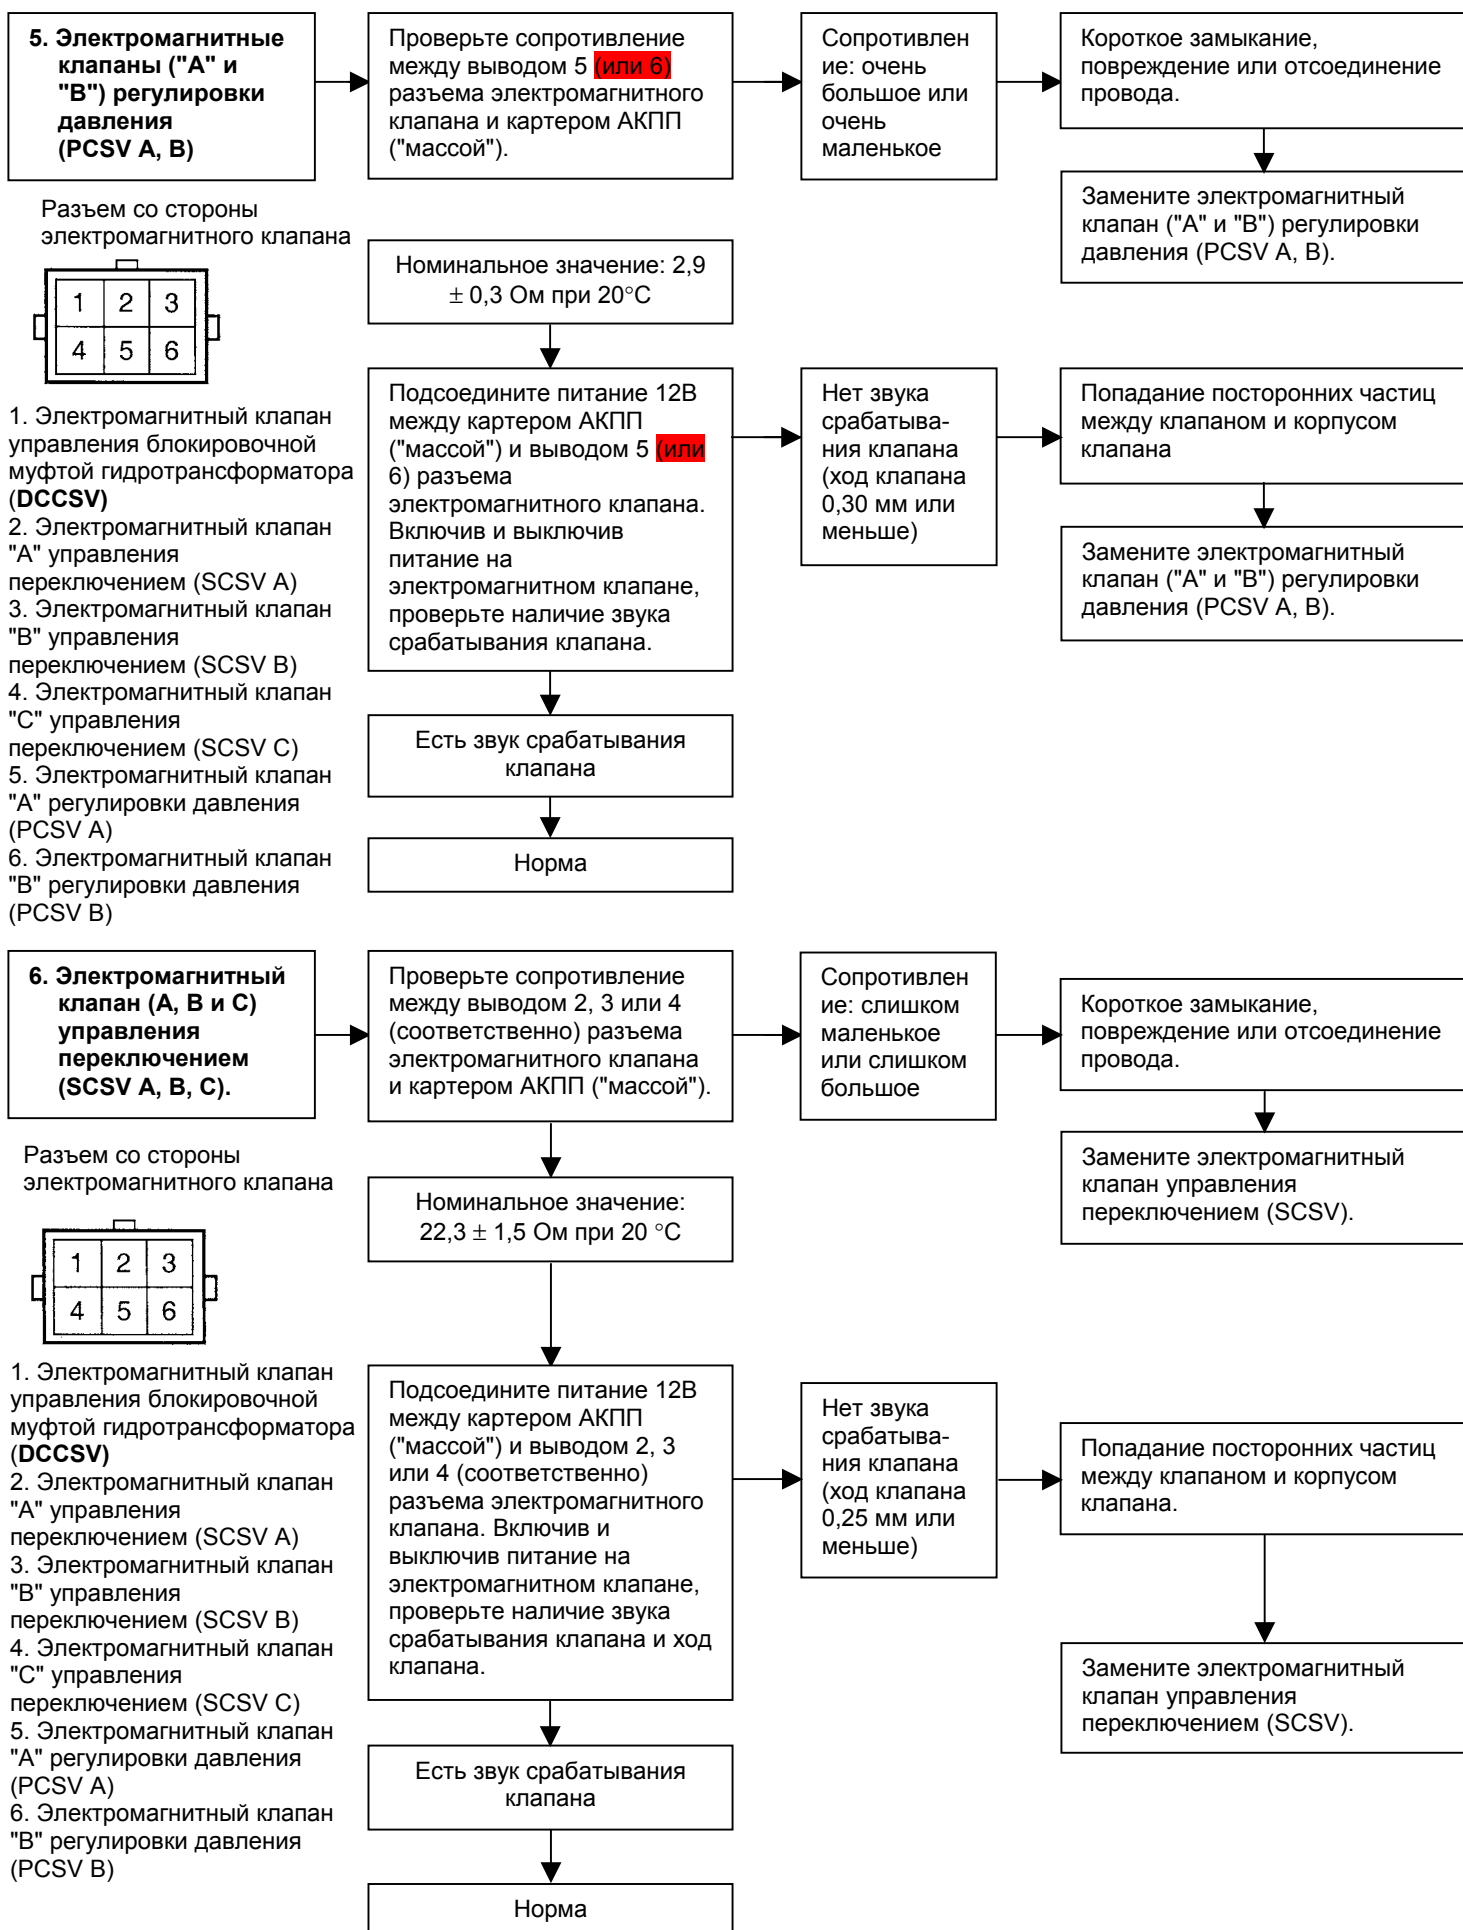 5. Электромагнитные
клапаны ("А" и
"В") регулировки
давления
(PCSV A, B)
Проверьте сопротивление
между выводом 5 (или 6)
разъема электромагнитного
клапана и картером АКПП
("массой").
Сопротивлен
ие: очень
большое или
очень
маленькое
Короткое замыкание,
повреждение или отсоединение
провода.
Замените электромагнитный
клапан ("А" и "В") регулировки
давления (PCSV A, B).
Разъем со стороны
электромагнитного клапана
1 2 3
4 5 6
Номинальное значение: 2,9
± 0,3 Ом при 20°С
Подсоедините питание 12В
между картером АКПП
("массой") и выводом 5 (или
6) разъема
электромагнитного клапана.
Включив и выключив
питание на
электромагнитном клапане,
проверьте наличие звука
срабатывания клапана.
Нет звука
срабатыва-
ния клапана
(ход клапана
0,30 мм или
меньше)
Попадание посторонних частиц
между клапаном и корпусом
клапана
Замените электромагнитный
клапан ("А" и "В") регулировки
давления (PCSV A, B).
1. Электромагнитный клапан
управления блокировочной
муфтой гидротрансформатора
(DCCSV)
2. Электромагнитный клапан
"А" управления
переключением (SCSV A)
3. Электромагнитный клапан
"В" управления
переключением (SCSV B)
4. Электромагнитный клапан
"С" управления
переключением (SCSV C)
5. Электромагнитный клапан
"А" регулировки давления
(PCSV A)
6. Электромагнитный клапан
"В" регулировки давления
(PCSV B)
Есть звук срабатывания
клапана
Норма
6. Электромагнитный
клапан (А, В и С)
управления
переключением
(SCSV A, B, C).
Проверьте сопротивление
между выводом 2, 3 или 4
(соответственно) разъема
электромагнитного клапана
и картером АКПП ("массой").
Сопротивлен
ие: слишком
маленькое
или слишком
большое
Короткое замыкание,
повреждение или отсоединение
провода.
Замените электромагнитный
клапан управления
переключением (SCSV).
Разъем со стороны
электромагнитного клапана
1 2 3
4 5 6
Номинальное значение:
22,3 ± 1,5 Ом при 20 °С
Подсоедините питание 12В
между картером АКПП
("массой") и выводом 2, 3
или 4 (соответственно)
разъема электромагнитного
клапана. Включив и
выключив питание на
электромагнитном клапане,
проверьте наличие звука
срабатывания клапана и ход
клапана.
Нет звука
срабатыва-
ния клапана
(ход клапана
0,25 мм или
меньше)
Попадание посторонних частиц
между клапаном и корпусом
клапана.
Замените электромагнитный
клапан управления
переключением (SCSV).
1. Электромагнитный клапан
управления блокировочной
муфтой гидротрансформатора
(DCCSV)
2. Электромагнитный клапан
"А" управления
переключением (SCSV A)
3. Электромагнитный клапан
"В" управления
переключением (SCSV B)
4. Электромагнитный клапан
"С" управления
переключением (SCSV C)
5. Электромагнитный клапан
"А" регулировки давления
(PCSV A)
6. Электромагнитный клапан
"В" регулировки давления
(PCSV B)
Есть звук срабатывания
клапана
Норма